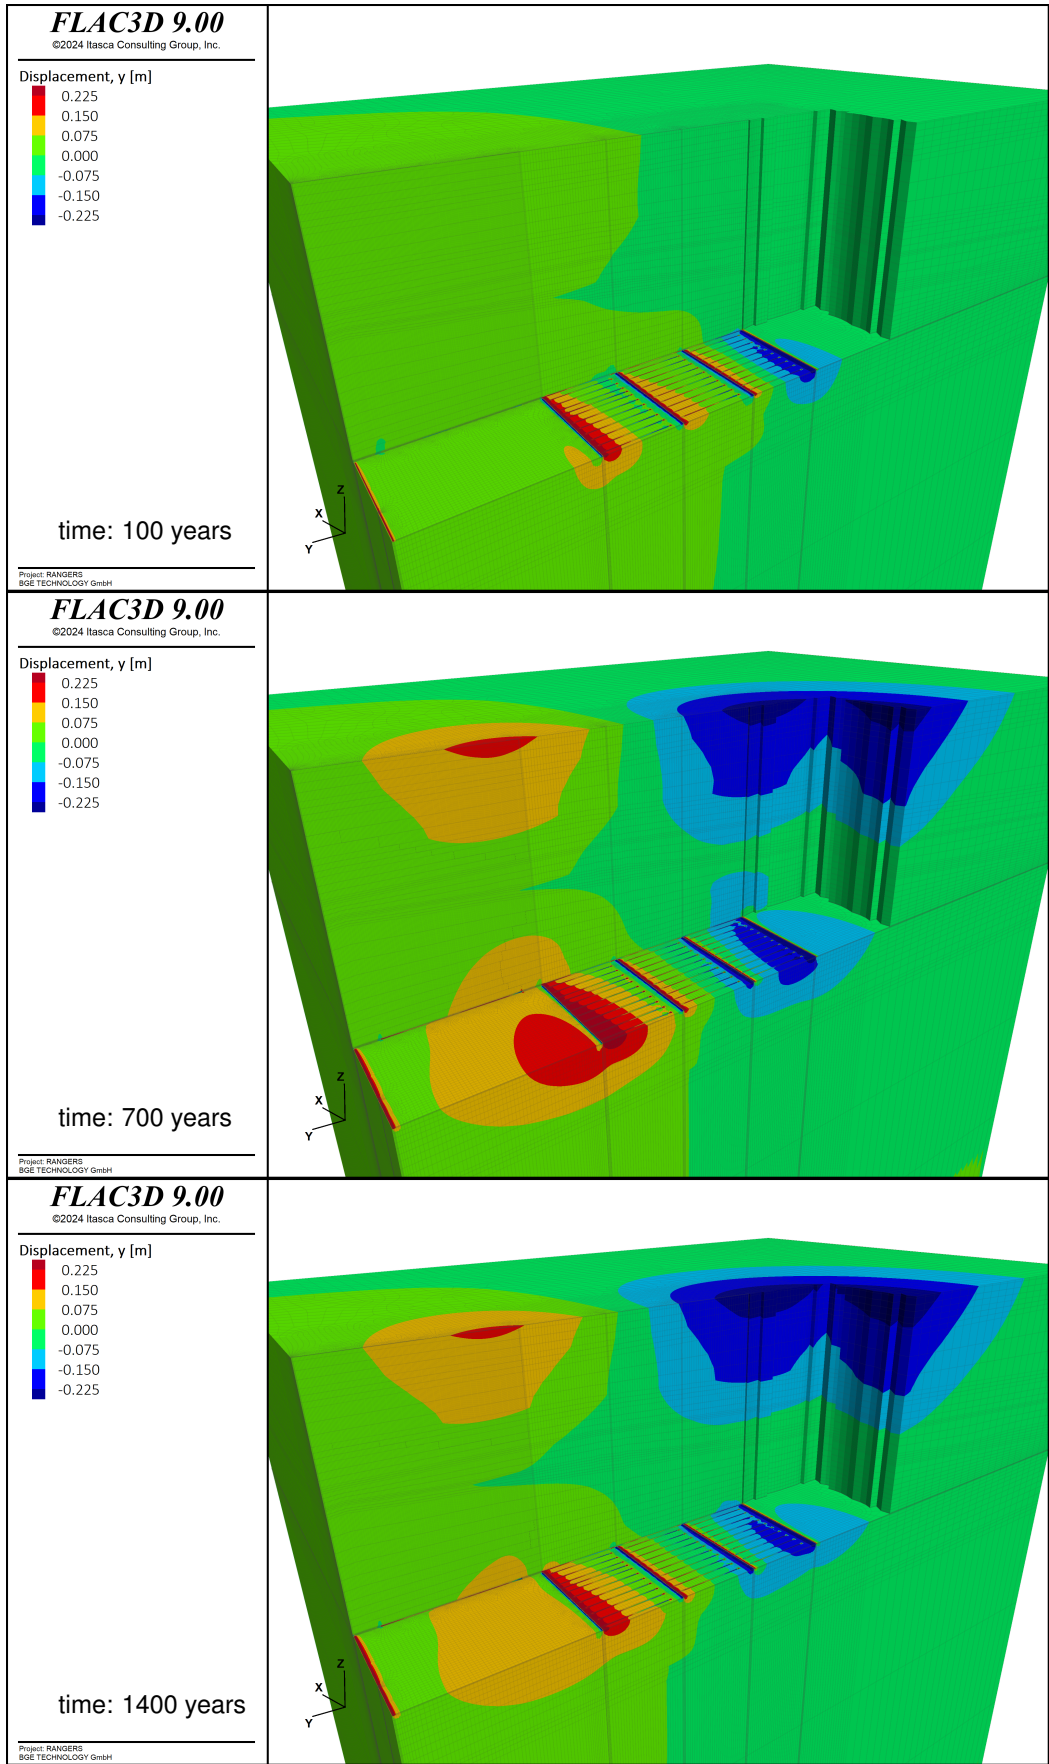 FLAC3D 9.00
©2024 Itasca Consulting Group, Inc.
Displacement, y [m]
0.225
0.150
0.075
0.000
-0.075
-0.150
-0.225
Z
X
Y
time: 100 years
Project: RANGERS
BGE TECHNOLOGY GmbH
FLAC3D 9.00
©2024 Itasca Consulting Group, Inc.
Displacement, y [m]
0.225
0.150
0.075
0.000
-0.075
-0.150
-0.225
Z
X
Y
time: 700 years
Project: RANGERS
BGE TECHNOLOGY GmbH
FLAC3D 9.00
©2024 Itasca Consulting Group, Inc.
Displacement, y [m]
0.225
0.150
0.075
0.000
-0.075
-0.150
-0.225
Z
X
Y
time: 1400 years
Project: RANGERS
BGE TECHNOLOGY GmbH